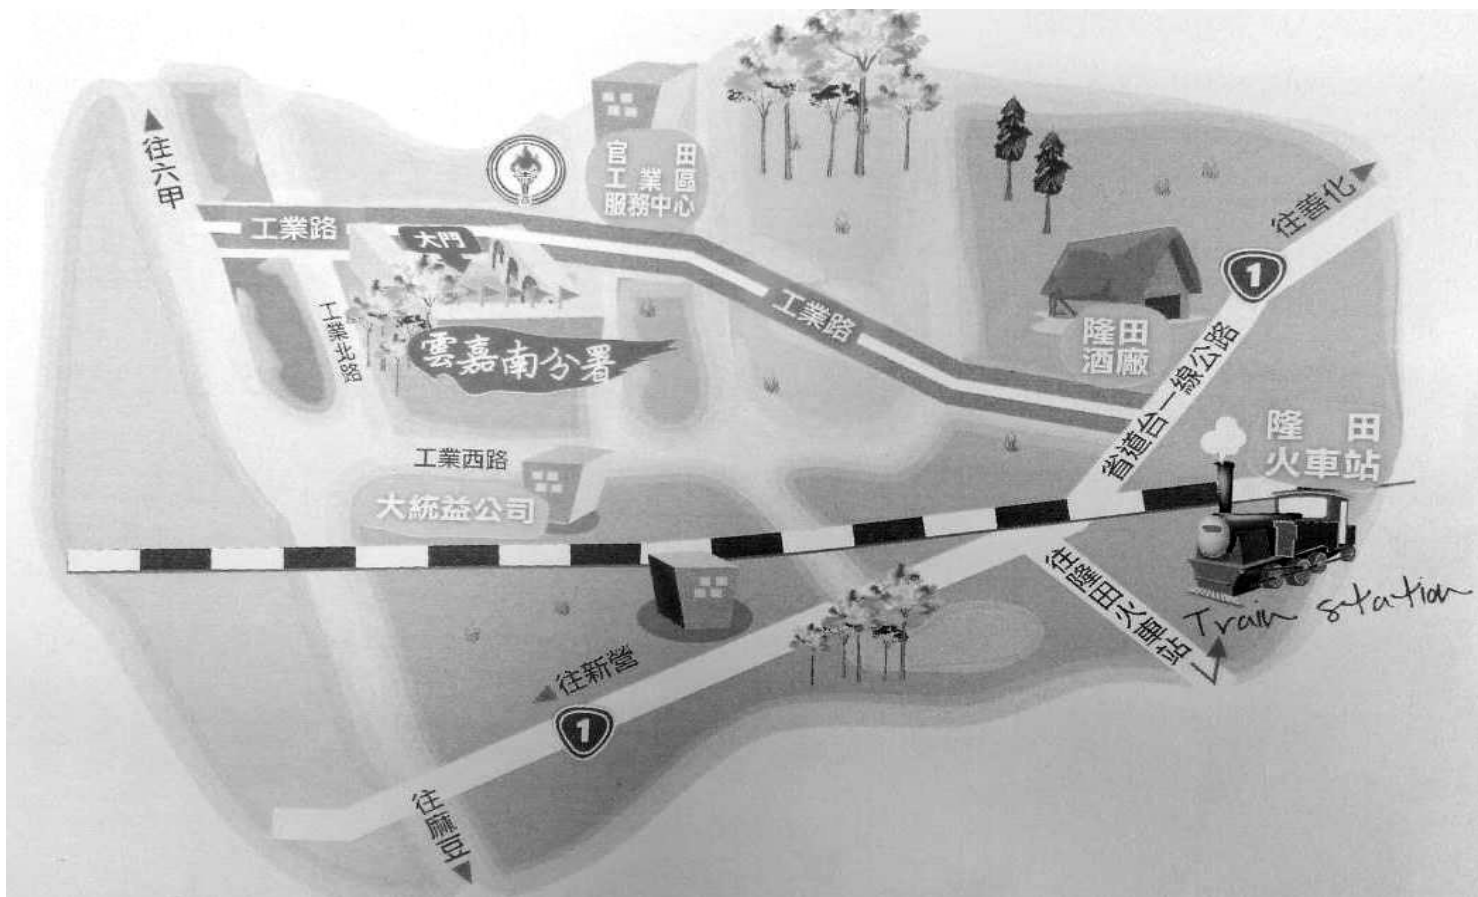 往六甲
官田
工業區
服務中心
往善化
工業路
大門
1
工業路
工業北路
雲嘉南分署
隆田
酒廠
省道台一線公路
隆田
火車站
工業西路
大統益公司
往隆田火車站
Train station
往新營
1
往麻豆